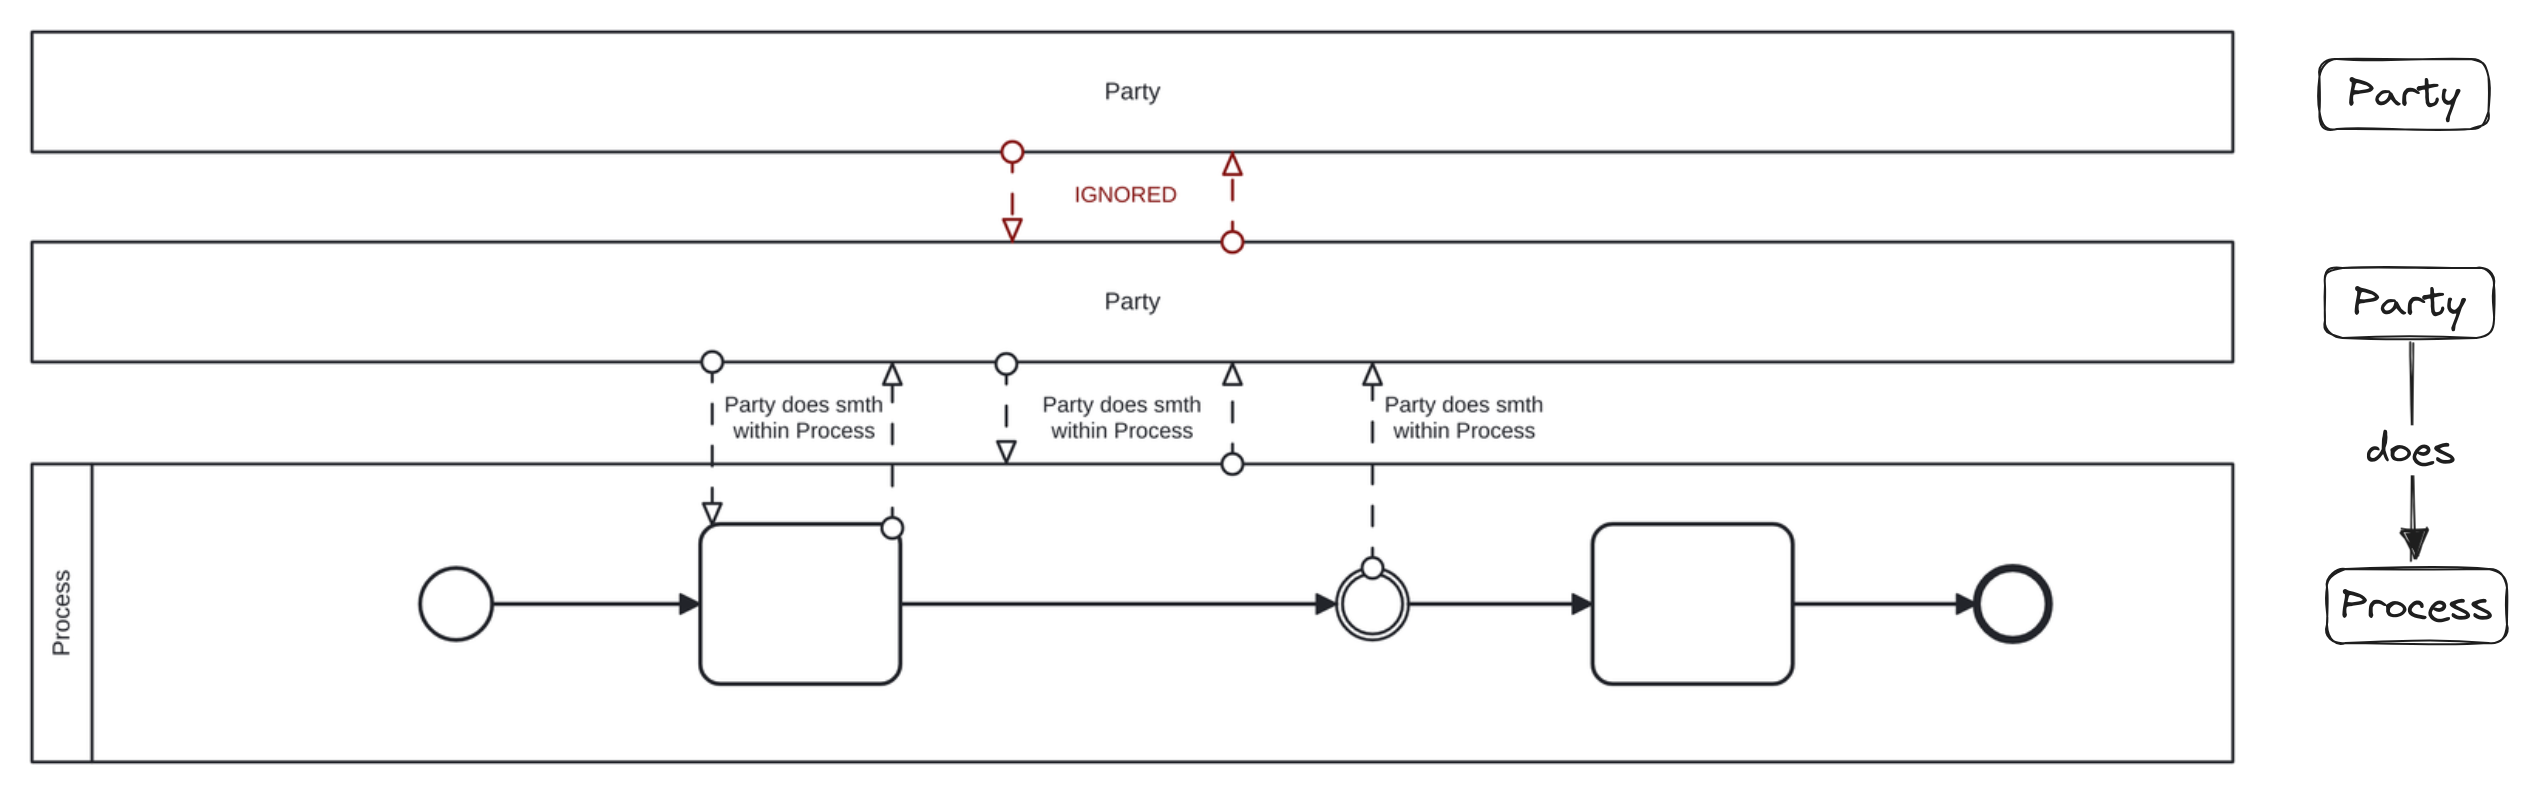 Party
Party
IGNORED
Party
Party
Party does smth
within Process
Party does smth
within Process
Party does smth
within Process
does
Process
Process